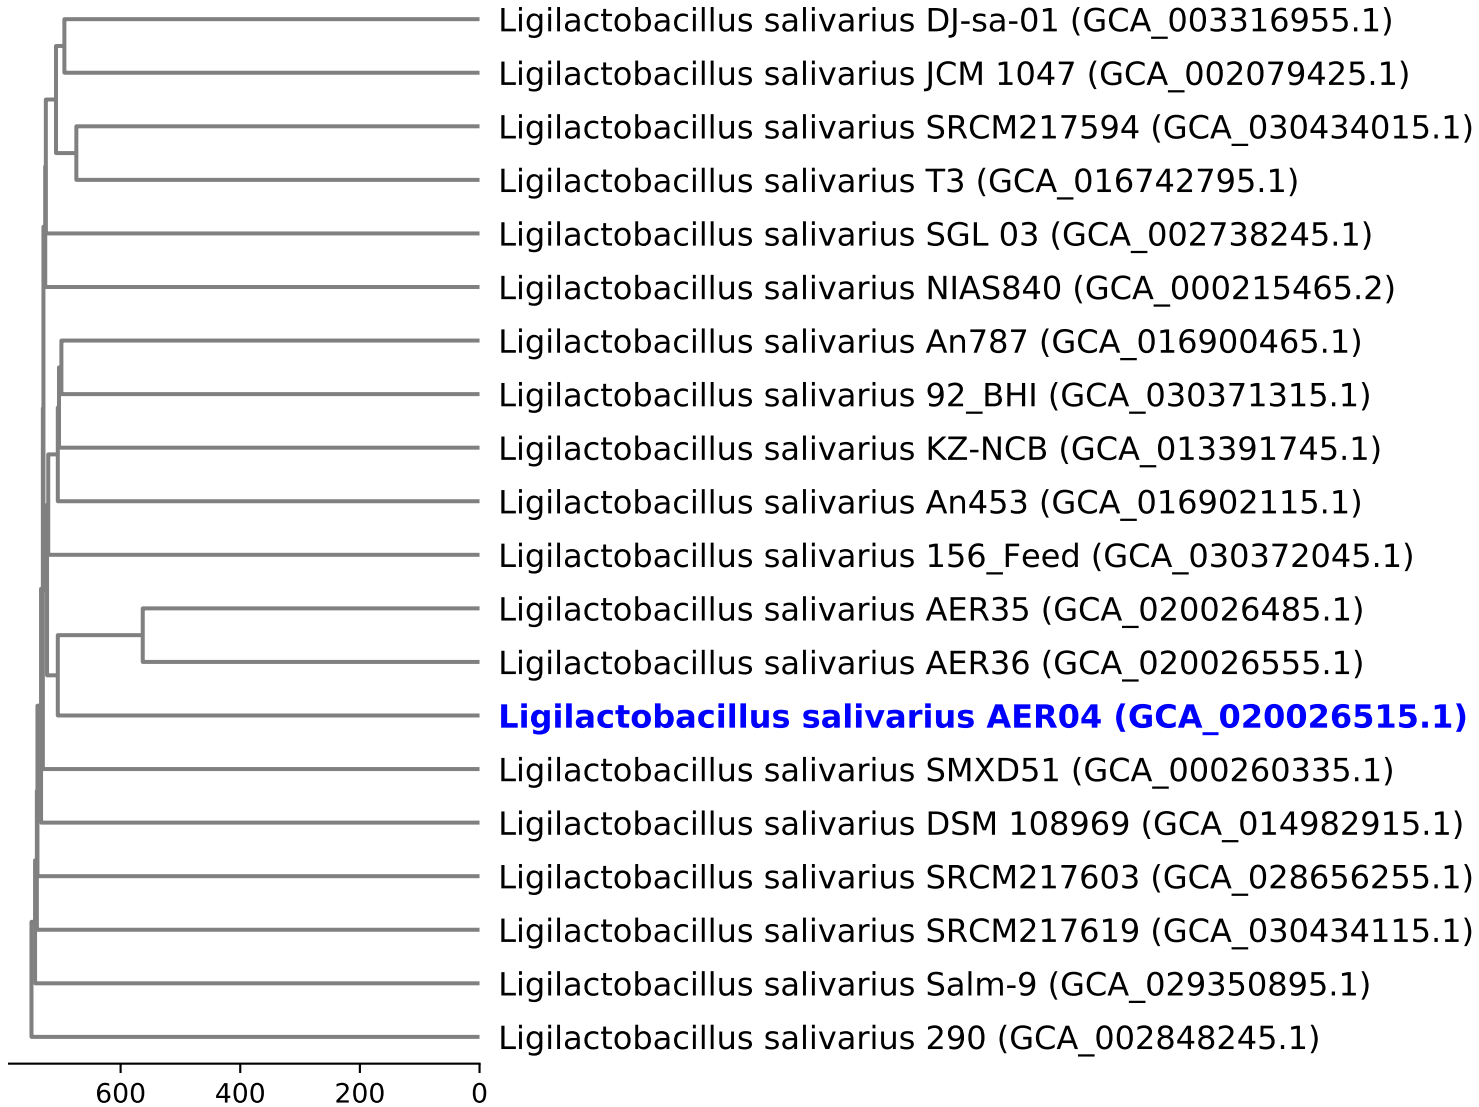 Ligilactobacillus salivarius DJ-sa-01 (GCA_003316955.1)
Ligilactobacillus salivarius JCM 1047 (GCA_002079425.1)
Ligilactobacillus salivarius SRCM217594 (GCA_030434015.1)
Ligilactobacillus salivarius T3 (GCA_016742795.1)
Ligilactobacillus salivarius SGL 03 (GCA_002738245.1)
Ligilactobacillus salivarius NIAS840 (GCA_000215465.2)
Ligilactobacillus salivarius An787 (GCA_016900465.1)
Ligilactobacillus salivarius 92_BHI (GCA_030371315.1)
Ligilactobacillus salivarius KZ-NCB (GCA_013391745.1)
Ligilactobacillus salivarius An453 (GCA_016902115.1)
Ligilactobacillus salivarius 156_Feed (GCA_030372045.1)
Ligilactobacillus salivarius AER35 (GCA_020026485.1)
Ligilactobacillus salivarius AER36 (GCA_020026555.1)
Ligilactobacillus salivarius AER04 (GCA_020026515.1)
Ligilactobacillus salivarius SMXD51 (GCA_000260335.1)
Ligilactobacillus salivarius DSM 108969 (GCA_014982915.1)
Ligilactobacillus salivarius SRCM217603 (GCA_028656255.1)
Ligilactobacillus salivarius SRCM217619 (GCA_030434115.1)
Ligilactobacillus salivarius Salm-9 (GCA_029350895.1)
Ligilactobacillus salivarius 290 (GCA_002848245.1)
600 400 200 0